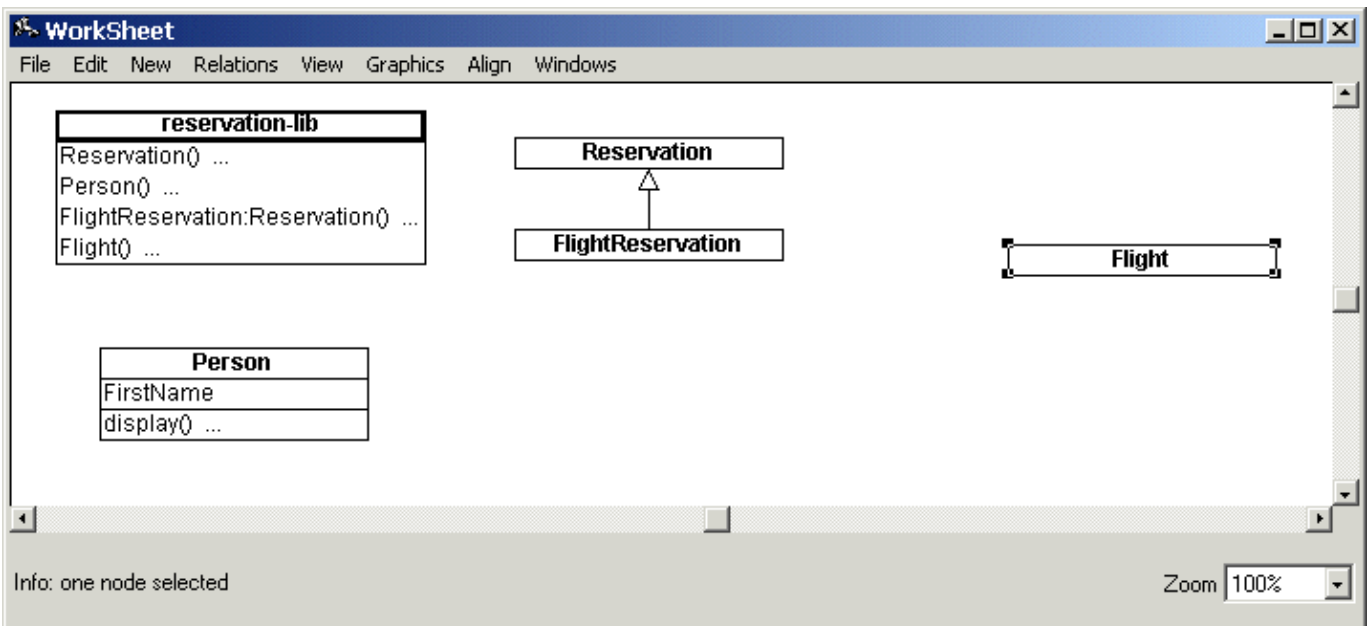 WorkSheet
File Edit New Relations View Graphics Align Windows
reservation-lib
Reservation() ...
Person() ...
FlightReservation:Reservation() ...
Flight() ...
Reservation
FlightReservation
Flight
Person
FirstName
display() ...
Info: one node selected
Zoom 100%